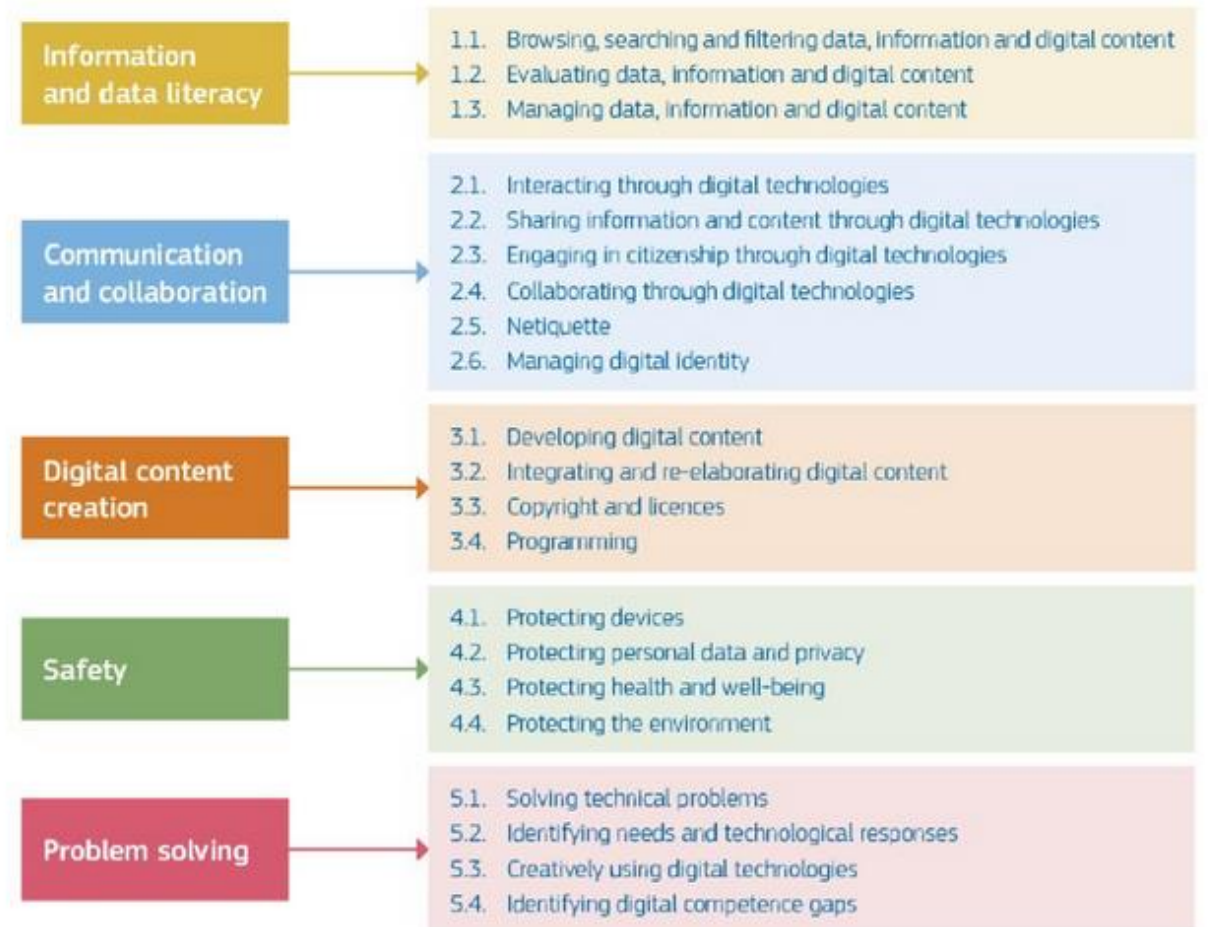 Information
and data literacy
1.1. Browsing, searching and filtering data, information and digital content
1.2. Evaluating data, information and digital content
1.3. Managing data, information and digital content
Communication
and collaboration
2.1. Interacting through digital technologies
2.2. Sharing information and content through digital technologies
2.3. Engaging in citizenship through digital technologies
2.4. Collaborating through digital technologies
2.5. Netiquette
2.6. Managing digital identity
Digital content
creation
3.1. Developing digital content
3.2. Integrating and re-elaborating digital content
3.3. Copyright and licences
3.4. Programming
Safety
4.1. Protecting devices
4.2. Protecting personal data and privacy
4.3. Protecting health and well-being
4.4. Protecting the environment
Problem solving
5.1. Solving technical problems
5.2. Identifying needs and technological responses
5.3. Creatively using digital technologies
5.4. Identifying digital competence gaps